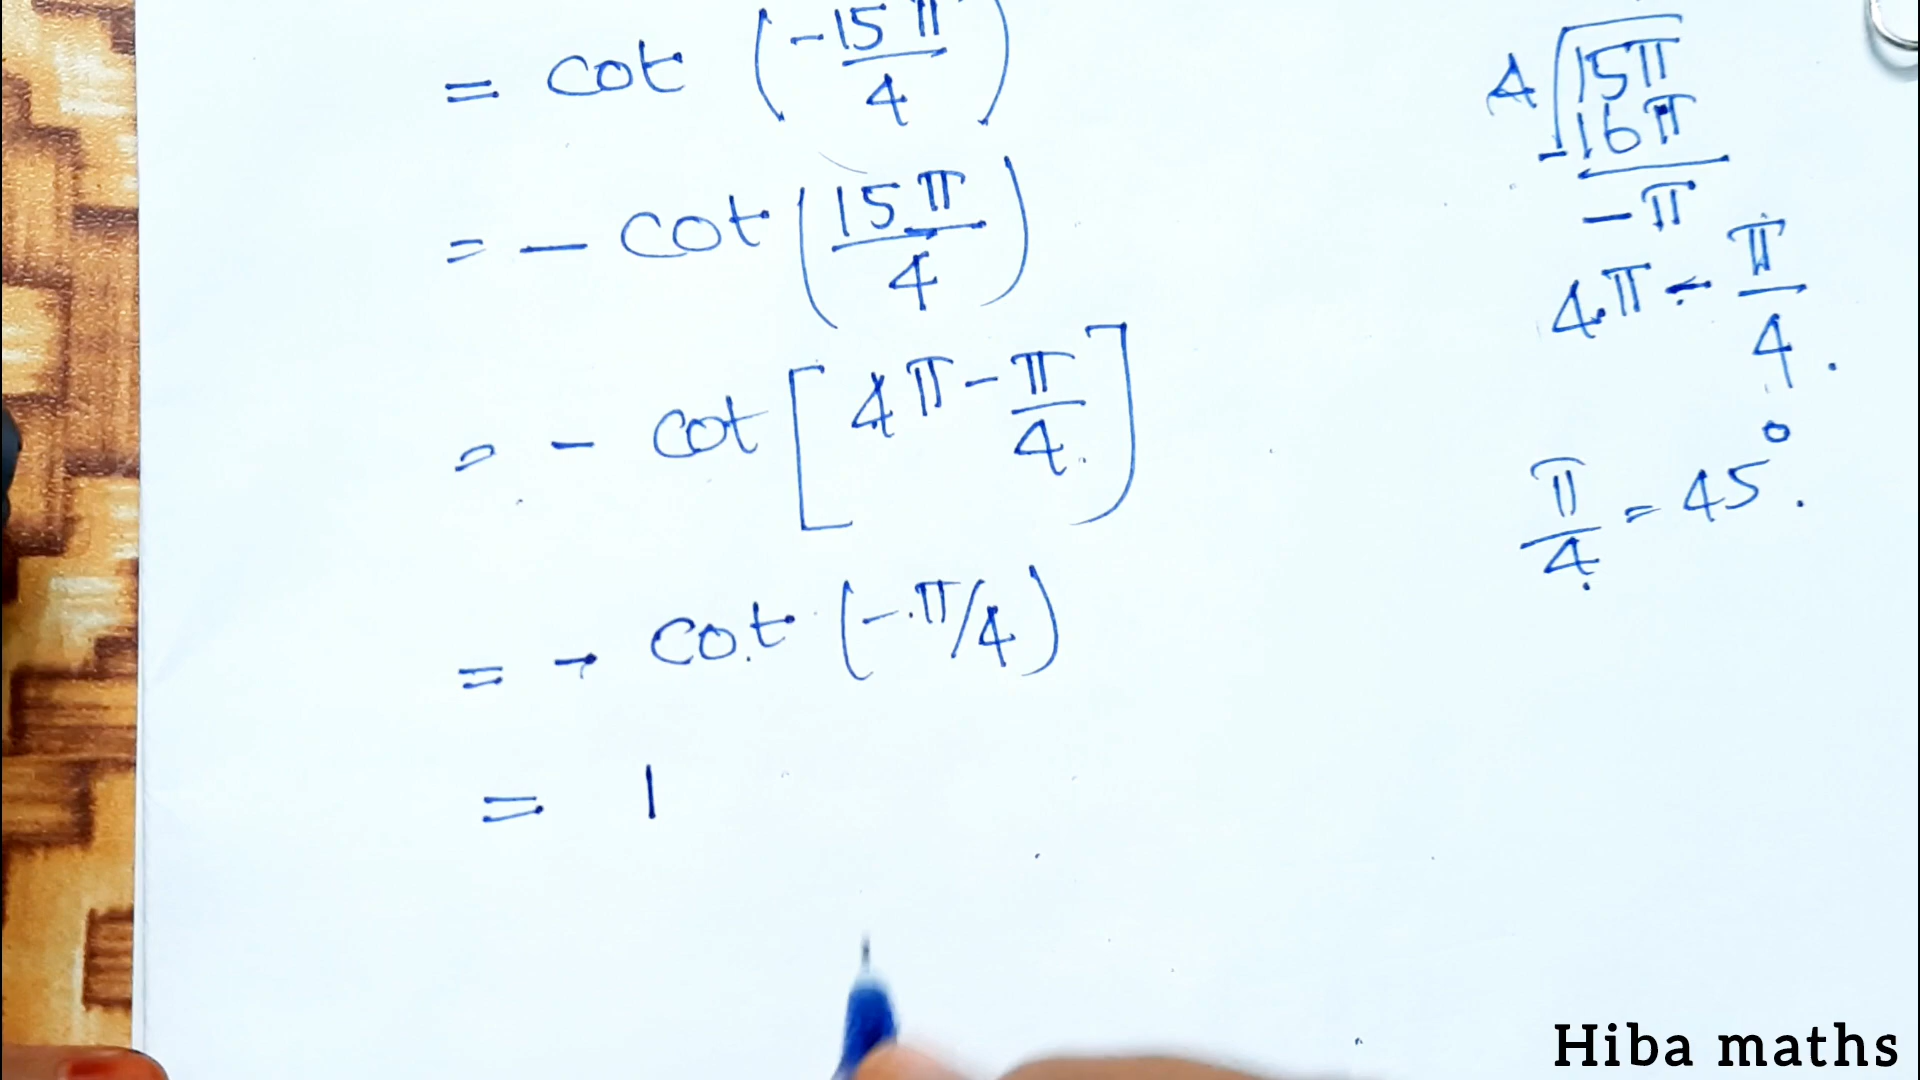 = cot (-15π/4)
= - cot (15π/4)
= - cot [4π - π/4]
= - cot (-π/4)
= 1
4 15π
-16π
-π
4π - π/4.
π/4 = 45°.
Hiba maths